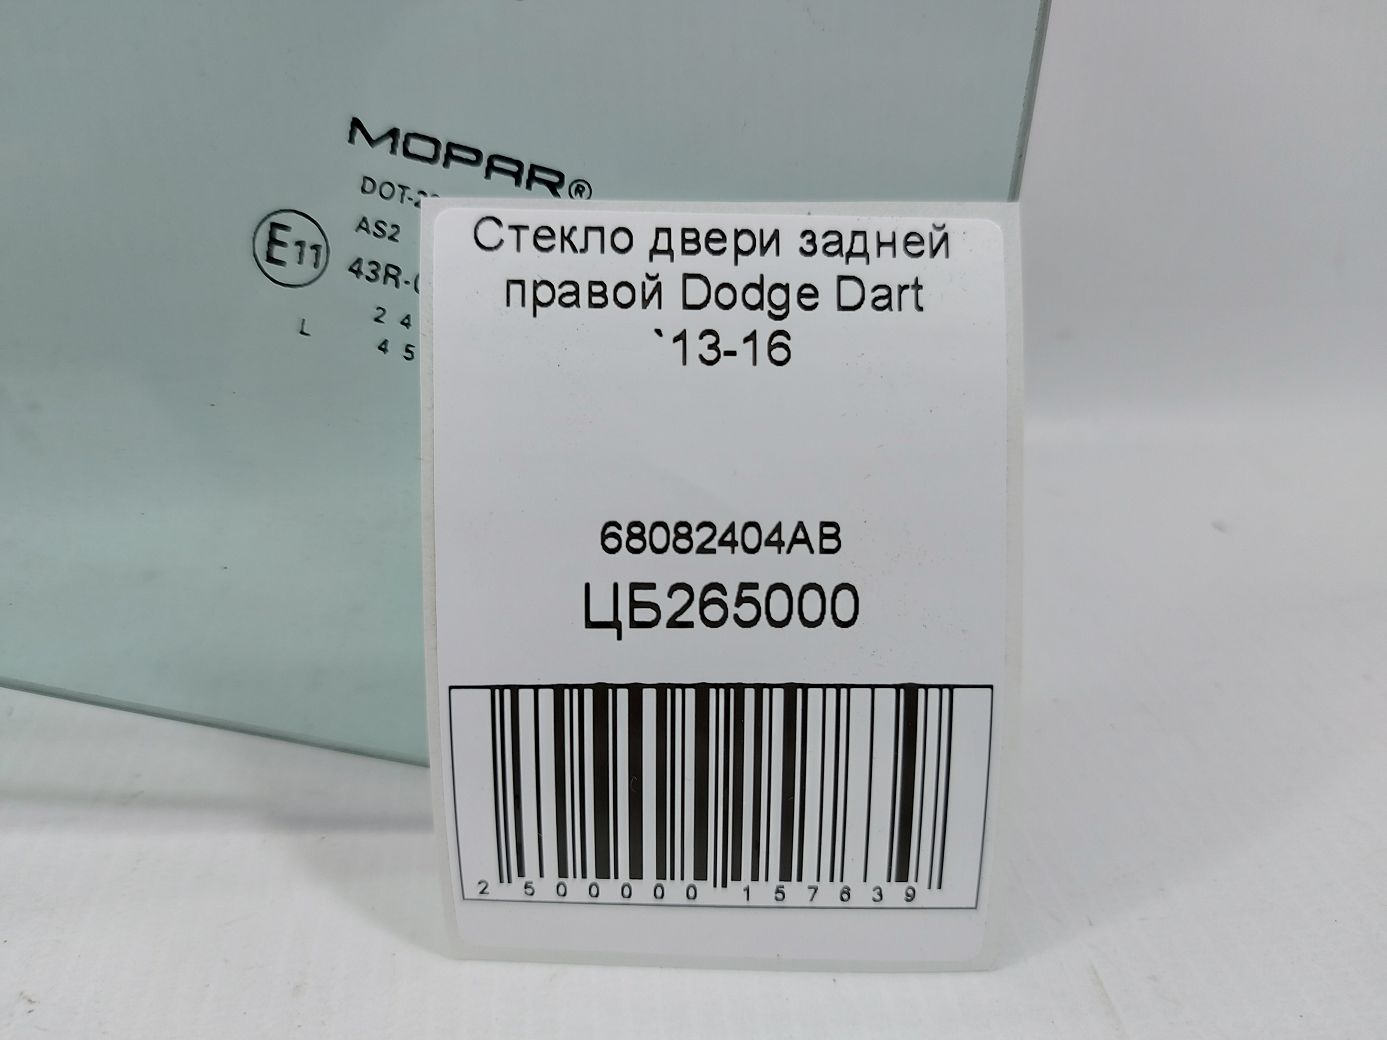 MOPAR®
DOT-2
AS2
E11
43R-
2 4
L
4 5
Стекло двери задней
правой Dodge Dart
`13-16
68082404AB
ЦБ265000
2 500000 157639